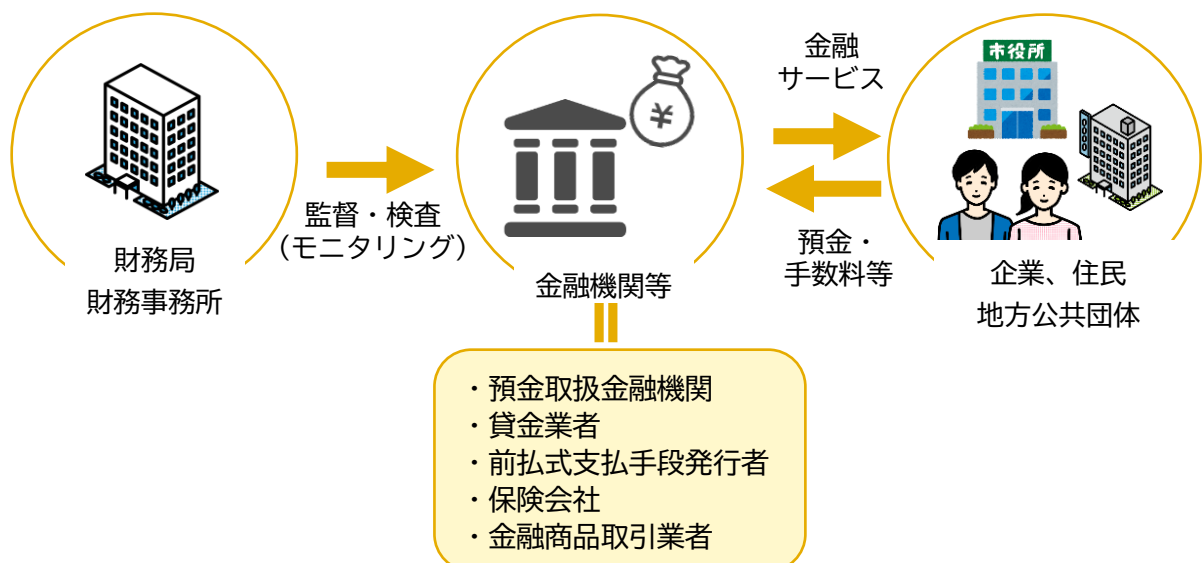 財務局
財務事務所
監督・検査
（モニタリング）
¥
金融機関等
金融
サービス
預金・
手数料等
市役所
企業、住民
地方公共団体
・預金取扱金融機関
・貸金業者
・前払式支払手段発行者
・保険会社
・金融商品取引業者